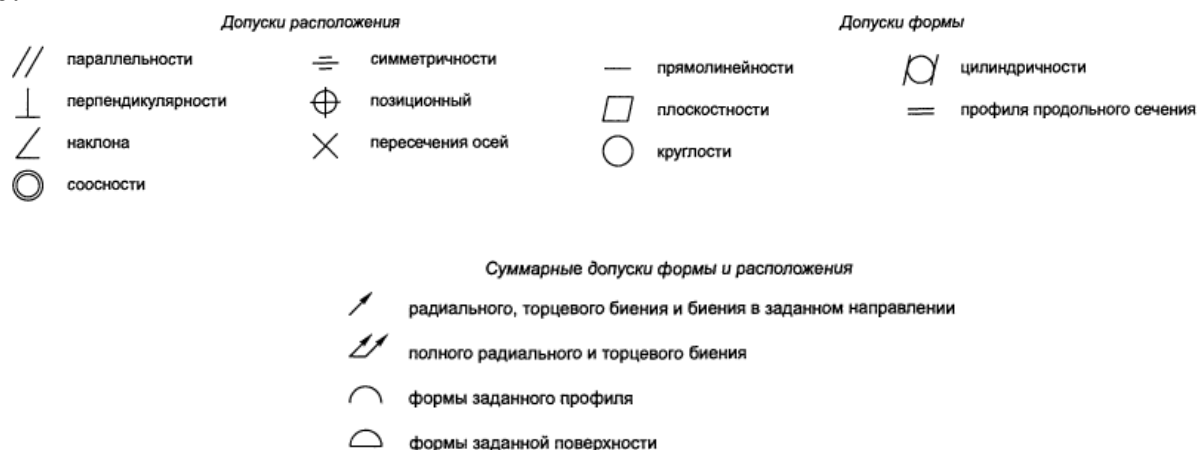 Допуски расположения
параллельности
перпендикулярности
наклона
соосности
симметричности
позиционный
пересечения осей
Допуски формы
прямолинейности
плоскостности
круглости
цилиндричности
профиля продольного сечения
Суммарные допуски формы и расположения
радиального, торцевого биения и биения в заданном направлении
полного радиального и торцевого биения
формы заданного профиля
формы заданной поверхности